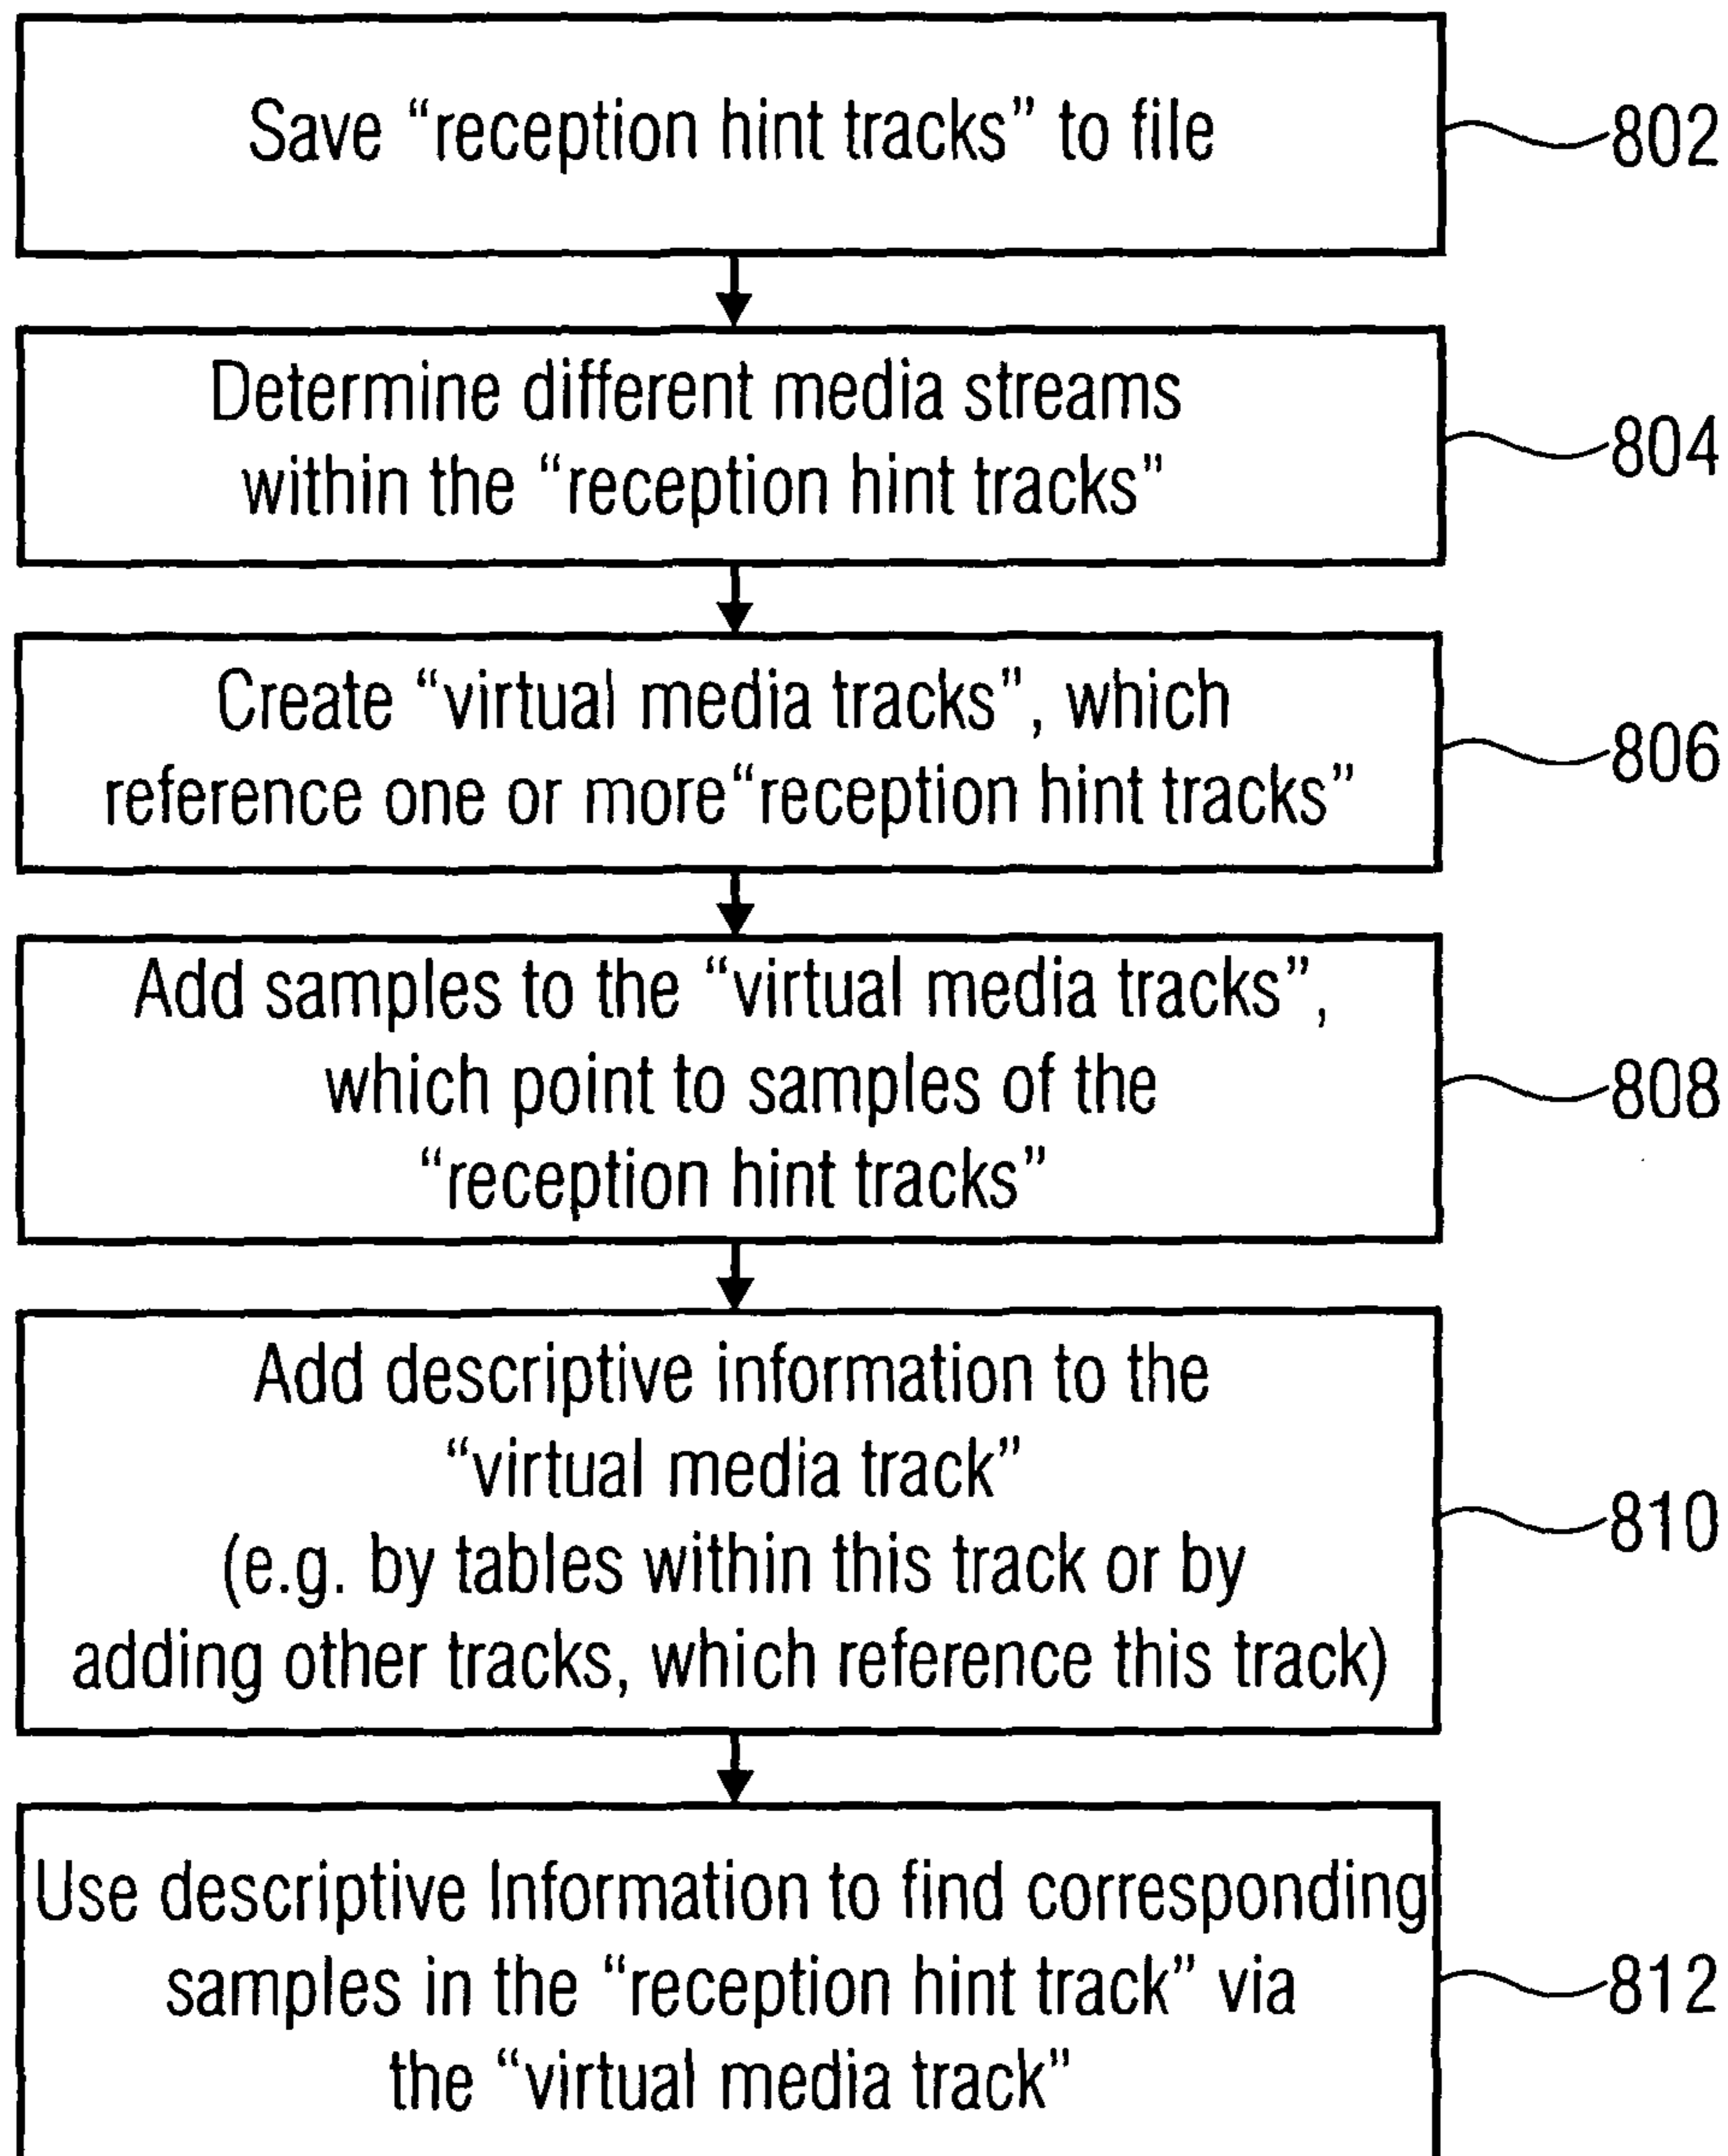 Save “reception hint tracks” to file
802
Determine different media streams
within the “reception hint tracks”
804
Create “virtual media tracks”, which
reference one or more“reception hint tracks”
806
Add samples to the “virtual media tracks”,
which point to samples of the
“reception hint tracks”
808
Add descriptive information to the
“virtual media track”
(e.g. by tables within this track or by
adding other tracks, which reference this track)
810
Use descriptive Information to find corresponding
samples in the “reception hint track” via
the “virtual media track”
812